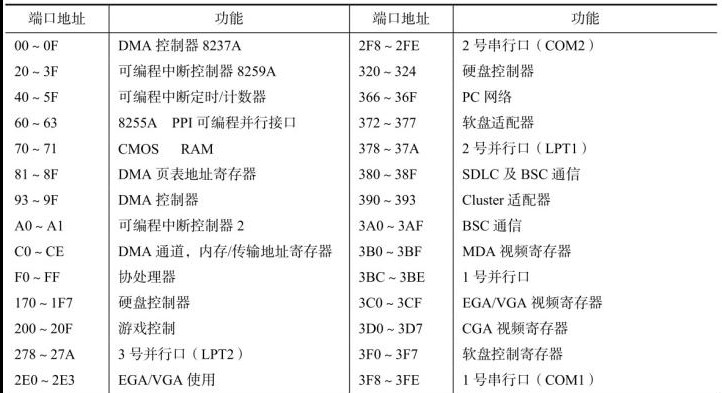 端口地址 功能 端口地址 功能
00~0F DMA 控制器 8237A 2F8~2FE 2 号串行口（COM2）
20~3F 可编程中断控制器 8259A 320~324 硬盘控制器
40~5F 可编程中断定时/计数器 366~36F PC 网络
60~63 8255A PPI 可编程并行接口 372~377 软盘适配器
70~71 CMOS RAM 378~37A 2 号并行口（LPT1）
81~8F DMA 页表地址寄存器 380~38F SDLC 及 BSC 通信
93~9F DMA 控制器 390~393 Cluster 适配器
A0~A1 可编程中断控制器 2 3A0~3AF BSC 通信
C0~CE DMA 通道，内存/传输地址寄存器 3B0~3BF MDA 视频寄存器
F0~FF 协处理器 3BC~3BE 1 号并行口
170~1F7 硬盘控制器 3C0~3CF EGA/VGA 视频寄存器
200~20F 游戏控制 3D0~3D7 CGA 视频寄存器
278~27A 3 号并行口（LPT2） 3F0~3F7 软盘控制寄存器
2E0~2E3 EGA/VGA 使用 3F8~3FE 1 号串行口（COM1）